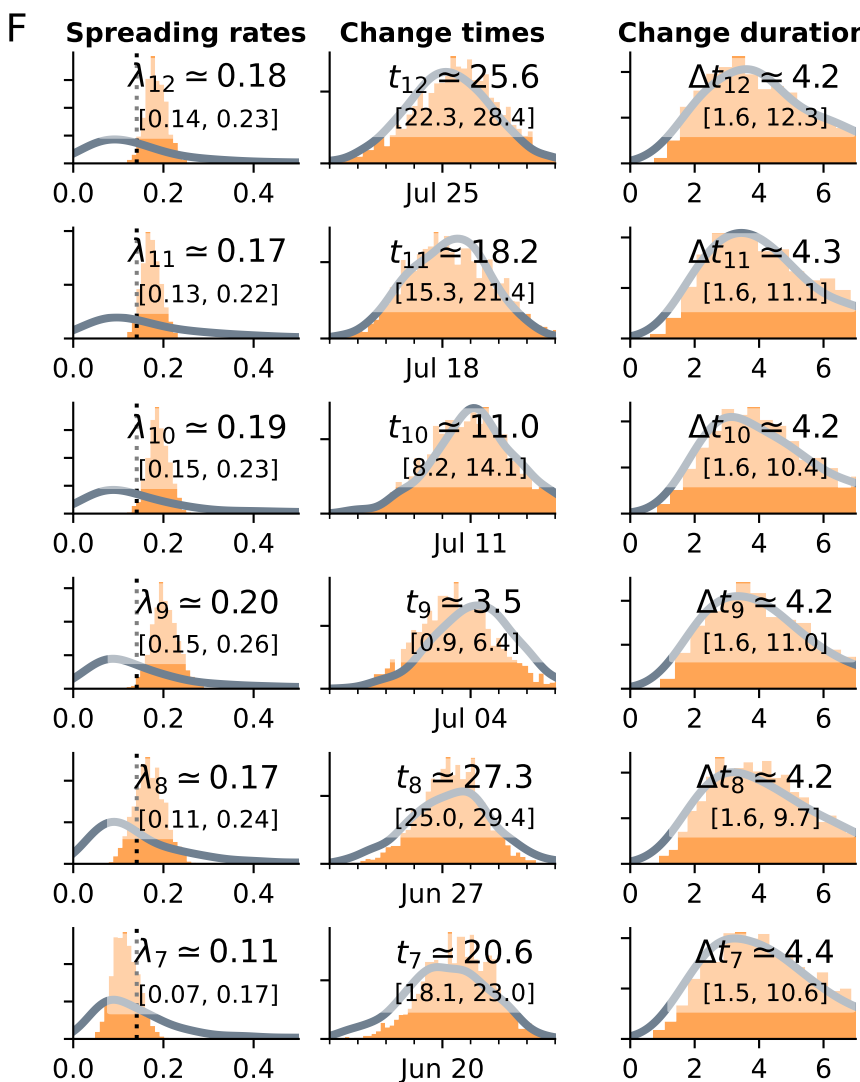 F
Spreading rates Change times Change duration
λ12 ≃ 0.18 t12 ≃ 25.6 Δt12 ≃ 4.2
[0.14, 0.23] [22.3, 28.4] [1.6, 12.3]
0.0 0.2 0.4 Jul 25 0 2 4 6
λ11 ≃ 0.17 t11 ≃ 18.2 Δt11 ≃ 4.3
[0.13, 0.22] [15.3, 21.4] [1.6, 11.1]
0.0 0.2 0.4 Jul 18 0 2 4 6
λ10 ≃ 0.19 t10 ≃ 11.0 Δt10 ≃ 4.2
[0.15, 0.23] [8.2, 14.1] [1.6, 10.4]
0.0 0.2 0.4 Jul 11 0 2 4 6
λ9 ≃ 0.20 t9 ≃ 3.5 Δt9 ≃ 4.2
[0.15, 0.26] [0.9, 6.4] [1.6, 11.0]
0.0 0.2 0.4 Jul 04 0 2 4 6
λ8 ≃ 0.17 t8 ≃ 27.3 Δt8 ≃ 4.2
[0.11, 0.24] [25.0, 29.4] [1.6, 9.7]
0.0 0.2 0.4 Jun 27 0 2 4 6
λ7 ≃ 0.11 t7 ≃ 20.6 Δt7 ≃ 4.4
[0.07, 0.17] [18.1, 23.0] [1.5, 10.6]
0.0 0.2 0.4 Jun 20 0 2 4 6